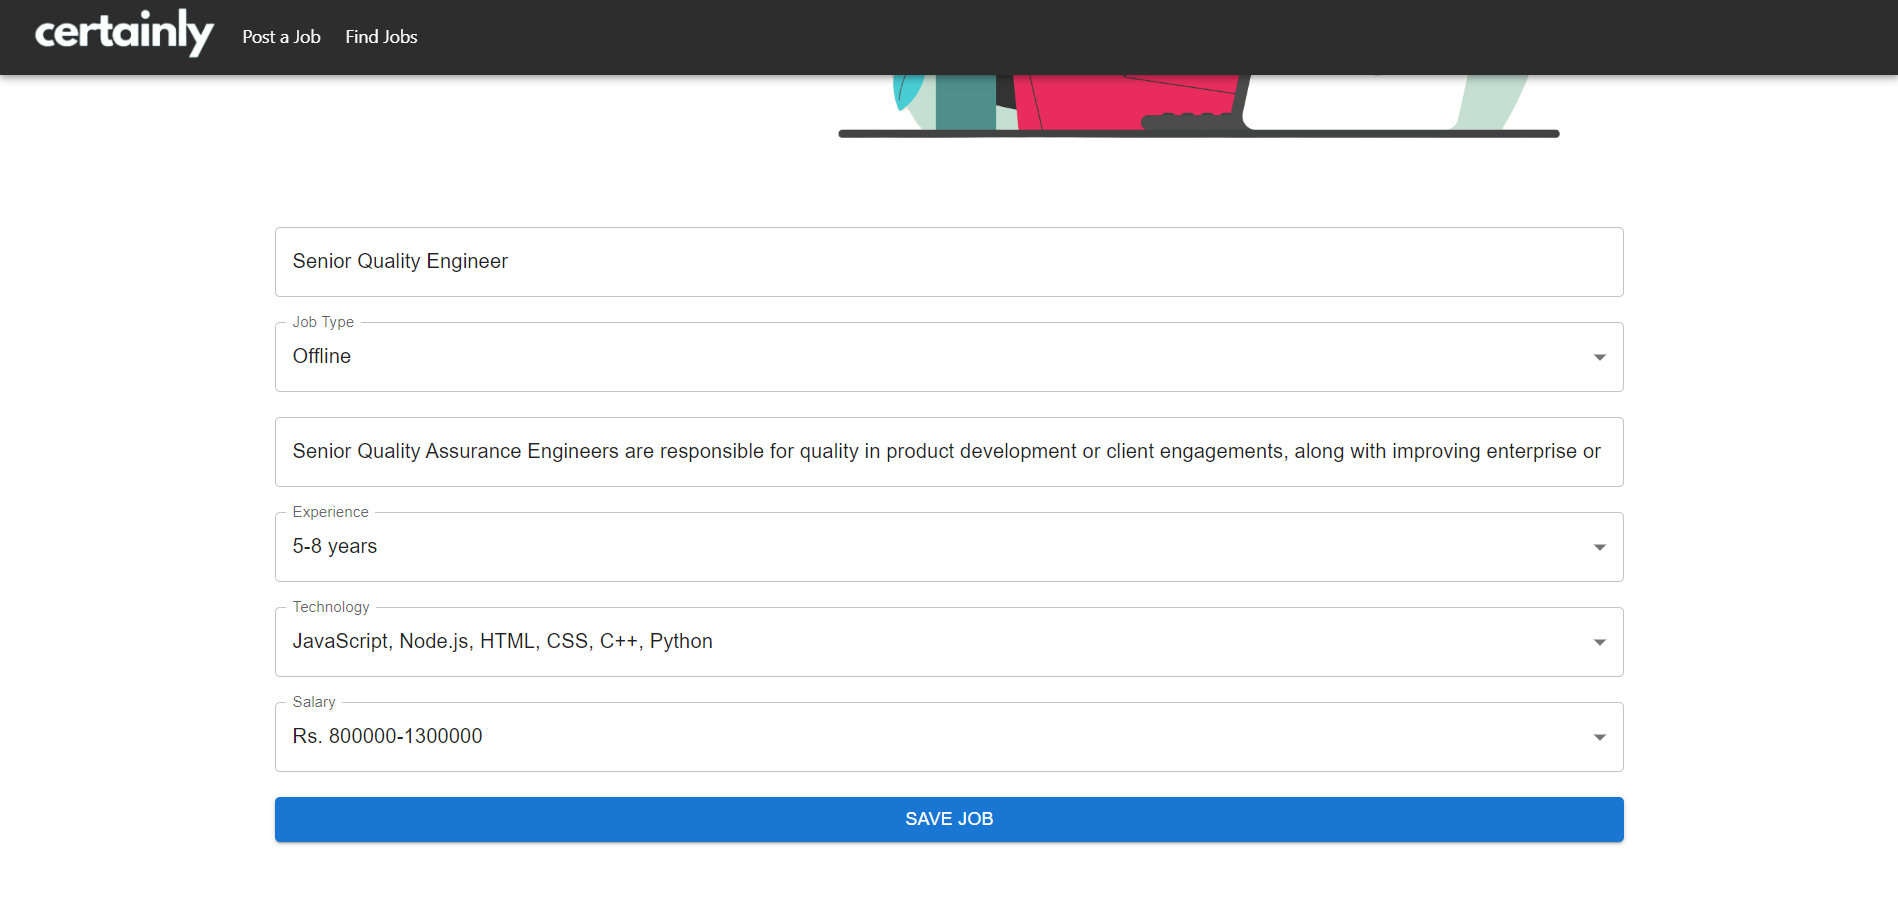 certainly Post a Job Find Jobs
Senior Quality Engineer
Job Type
Offline
Senior Quality Assurance Engineers are responsible for quality in product development or client engagements, along with improving enterprise or
Experience
5-8 years
Technology
JavaScript, Node.js, HTML, CSS, C++, Python
Salary
Rs. 800000-1300000
SAVE JOB